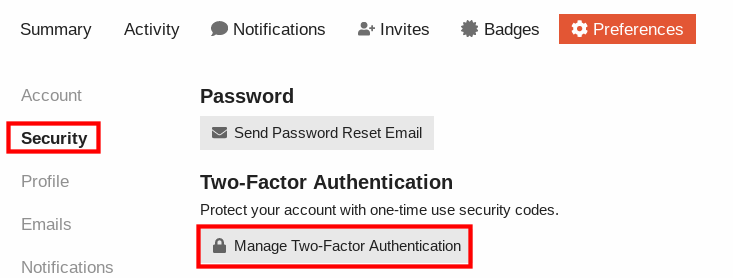 Summary Activity Notifications Invites Badges Preferences
Account
Security
Profile
Emails
Notifications
Password
Send Password Reset Email
Two-Factor Authentication
Protect your account with one-time use security codes.
Manage Two-Factor Authentication